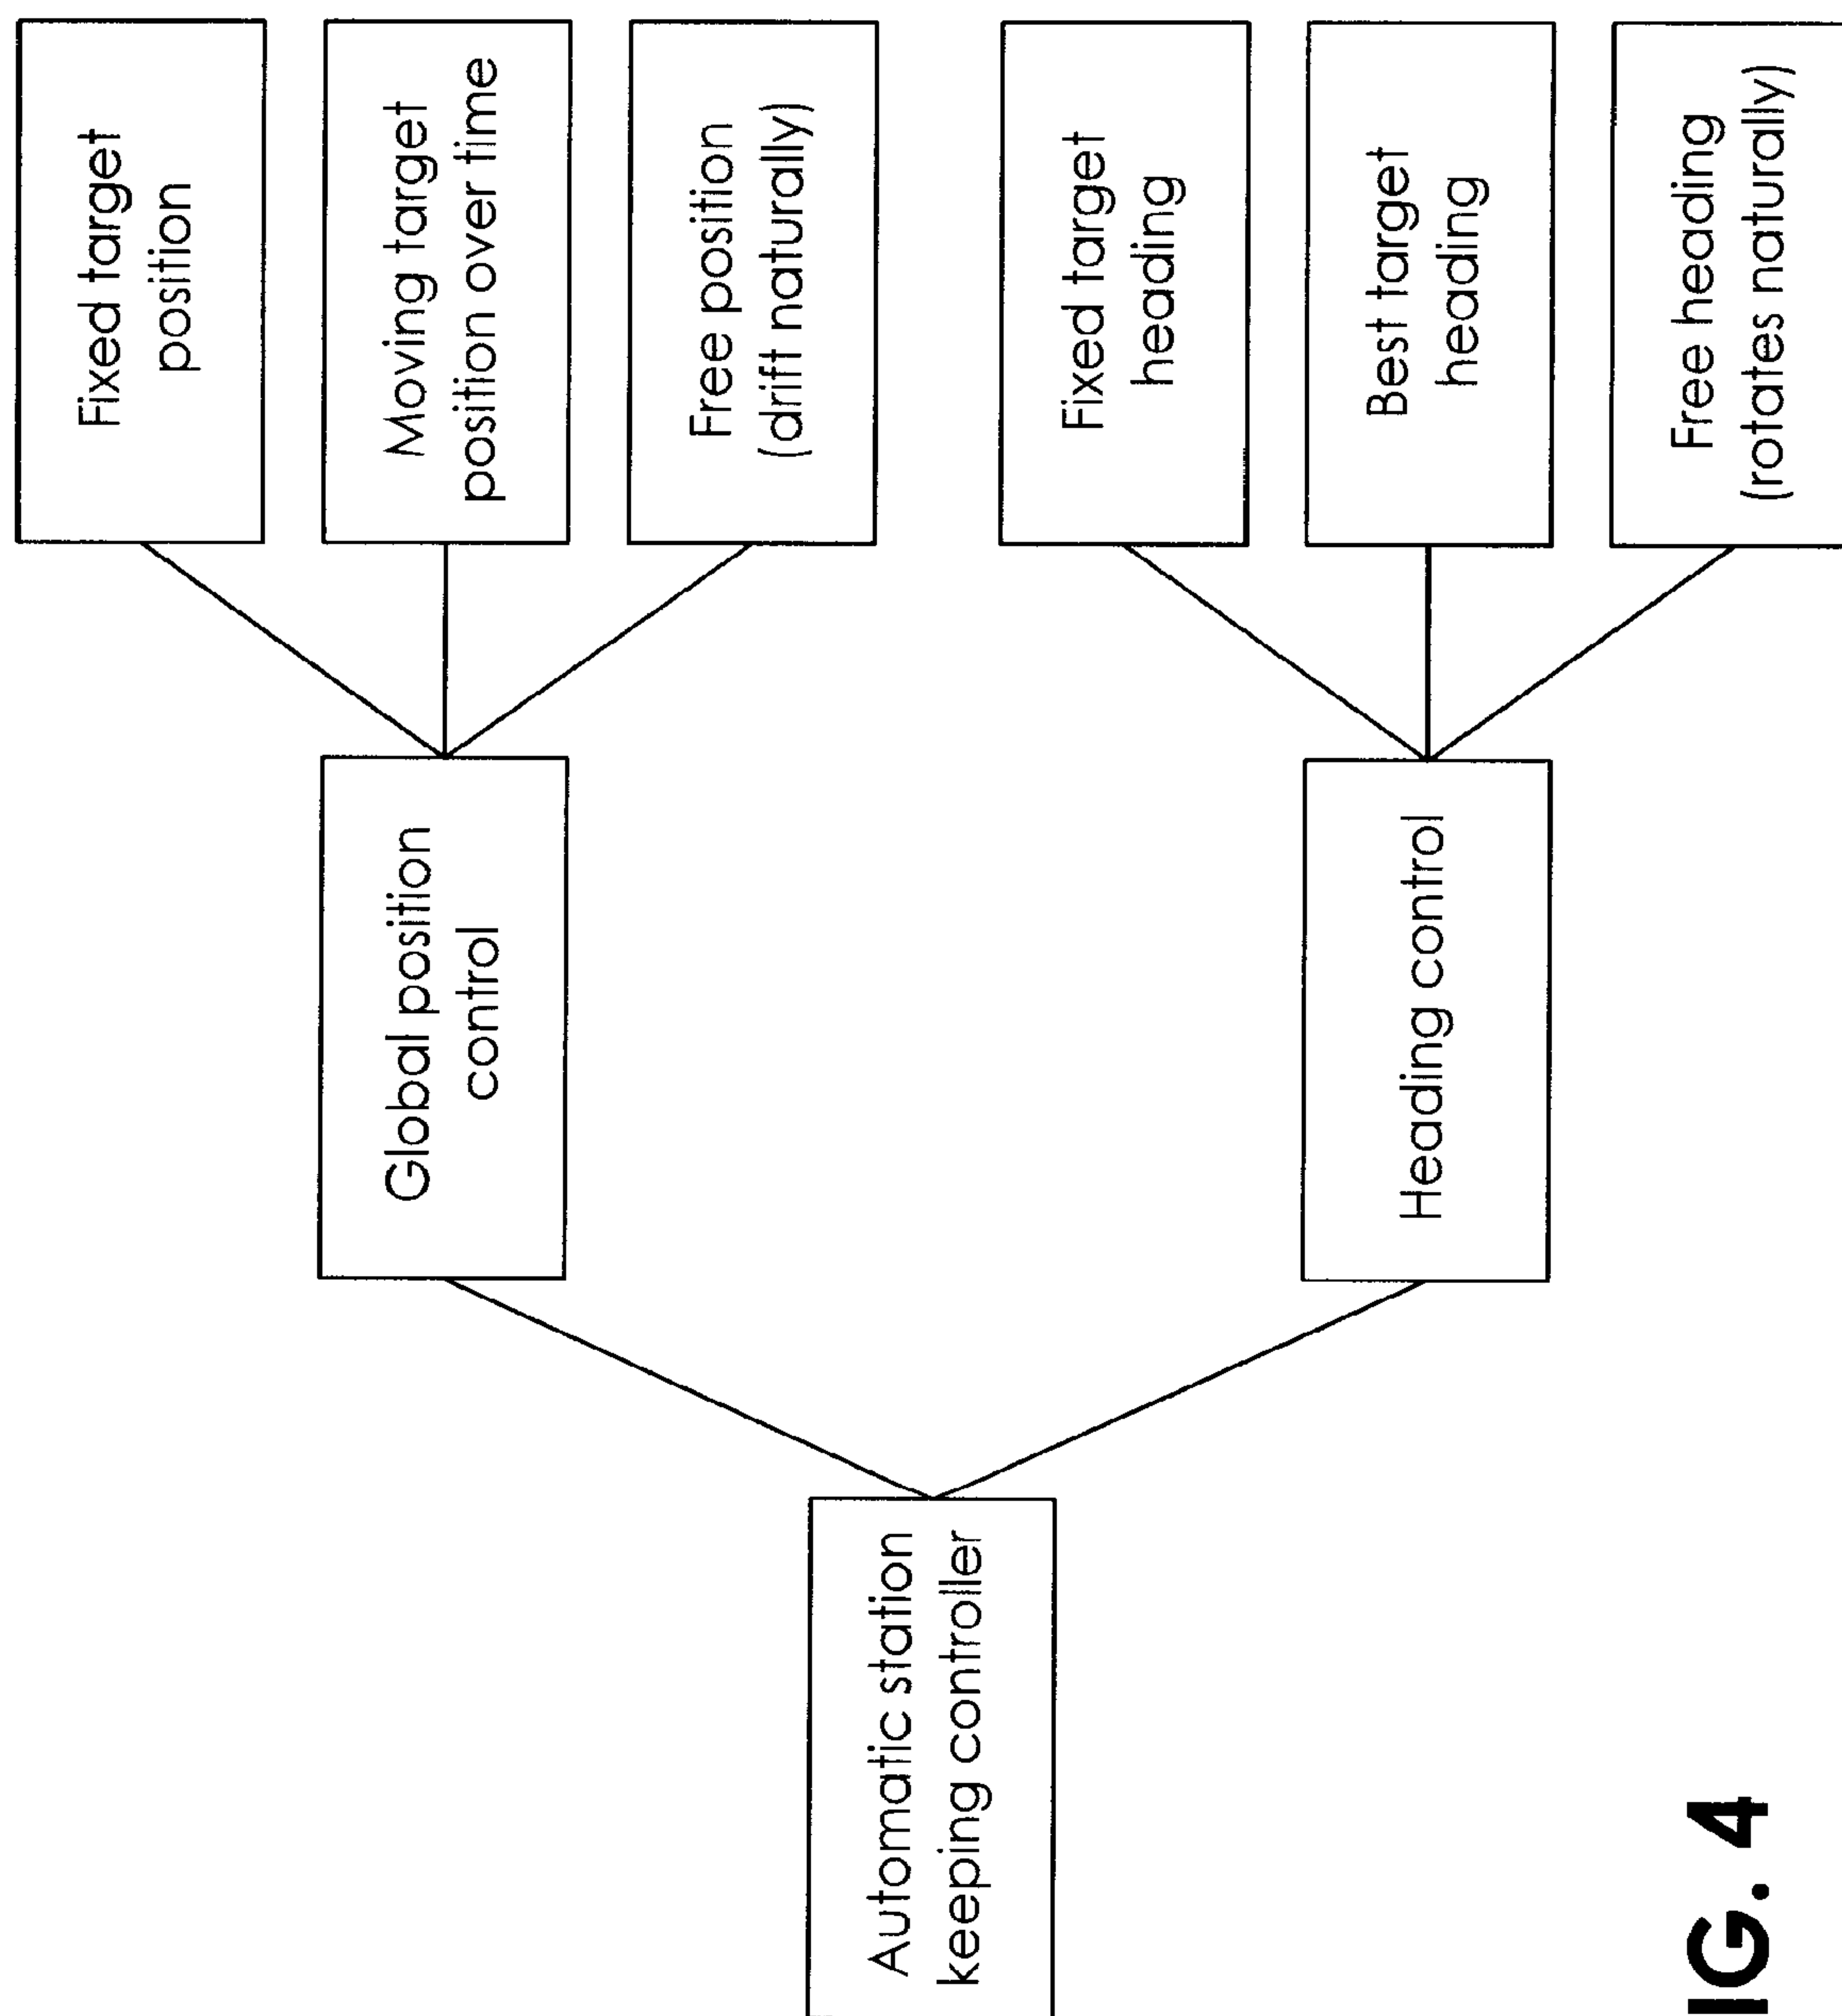 Automatic station
keeping controller
Global position
control
Fixed target
position
Moving target
position over time
Free position
(drift naturally)
Heading control
Fixed target
heading
Best target
heading
Free heading
(rotates naturally)
IG. 4